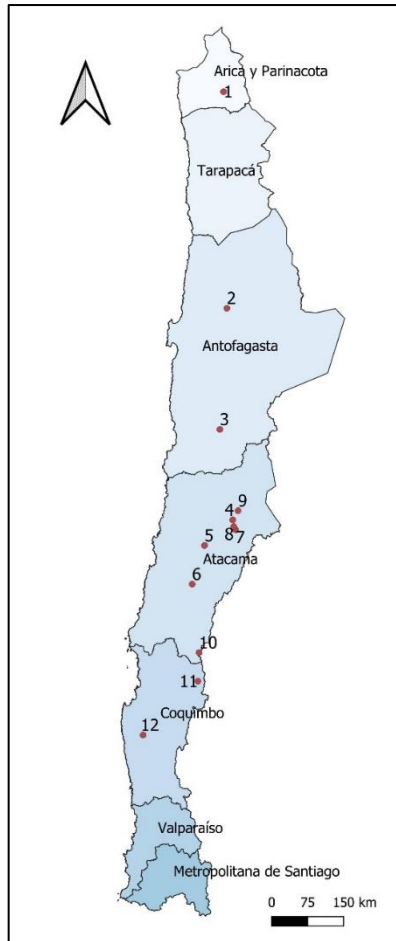 Arica y Parinacota
1
Tarapacá
2
Antofagasta
3
9
4
8 7
5
Atacama
6
10
11
Coquimbo
12
Valparaíso
Metropolitana de Santiago
0 75 150 km